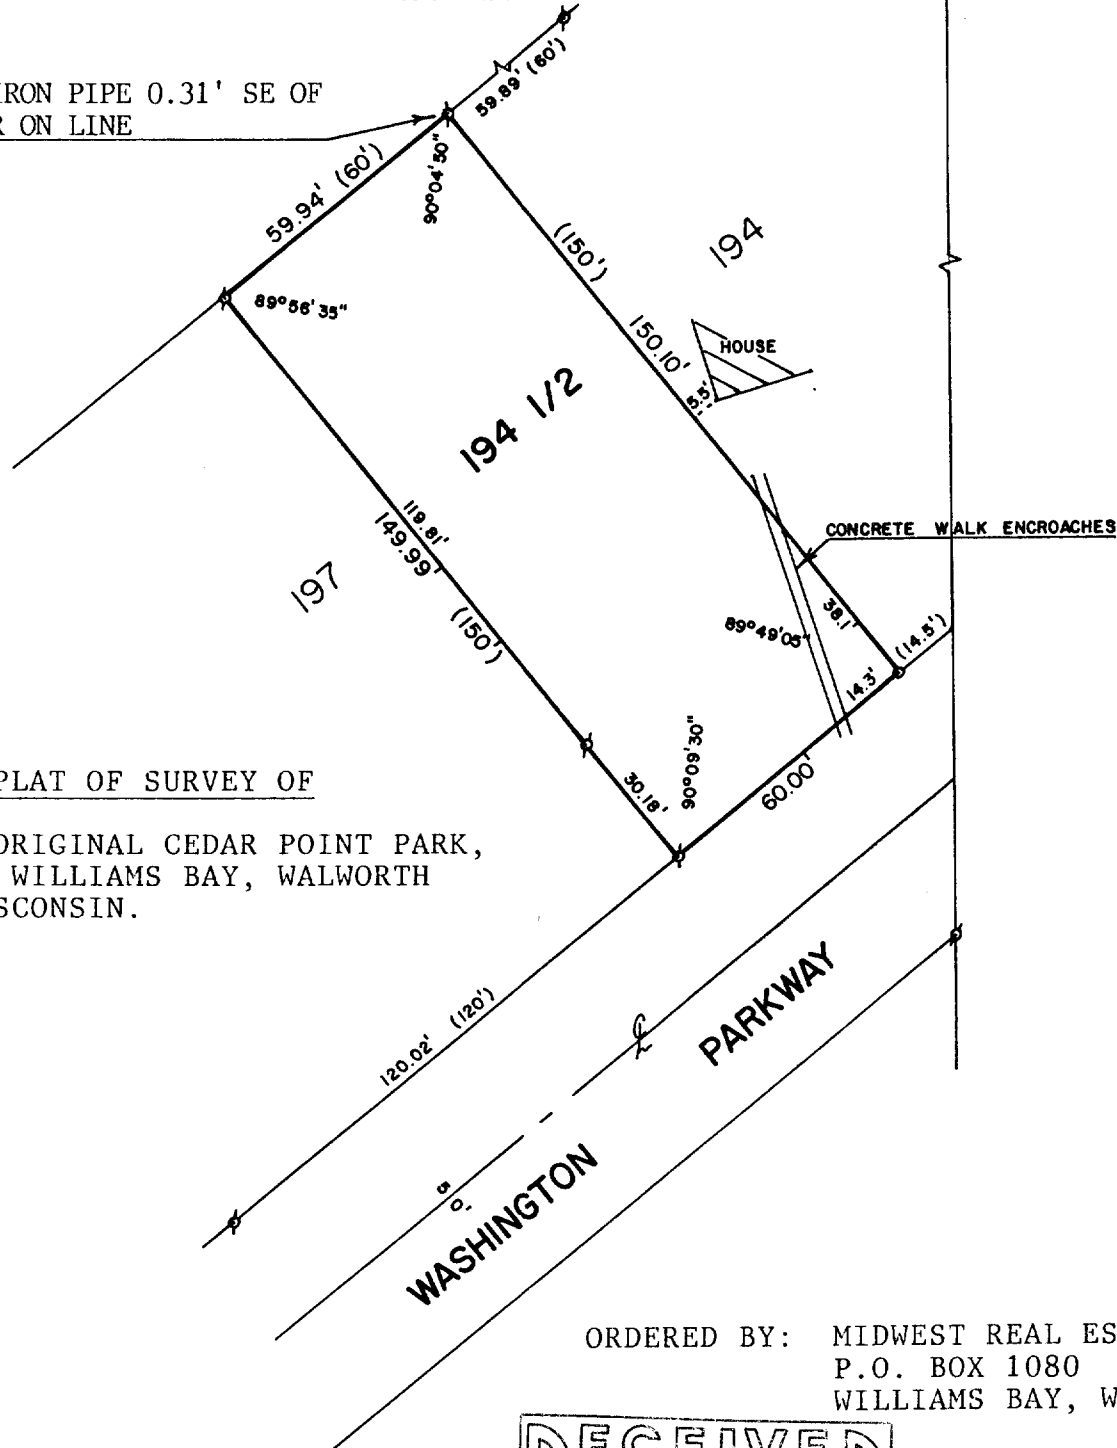 59.89' (60')
IRON PIPE 0.31' SE OF
ON LINE
59.94' (60')
90°04'50"
(150')
194
89°56'35"
150.10'
HOUSE
5.5'
194 1/2
119.81'
149.99'
CONCRETE WALK ENCROACHES
197
(150')
38.1'
89°49'05"
(14.5')
14.3'
90°09'30"
30.18'
60.00'
PLAT OF SURVEY OF
ORIGINAL CEDAR POINT PARK,
WILLIAMS BAY, WALWORTH
SCONSIN.
PARKWAY
120.02' (120')
50'
WASHINGTON
ORDERED BY: MIDWEST REAL ES
P.O. BOX 1080
WILLIAMS BAY, W
RECEIVED